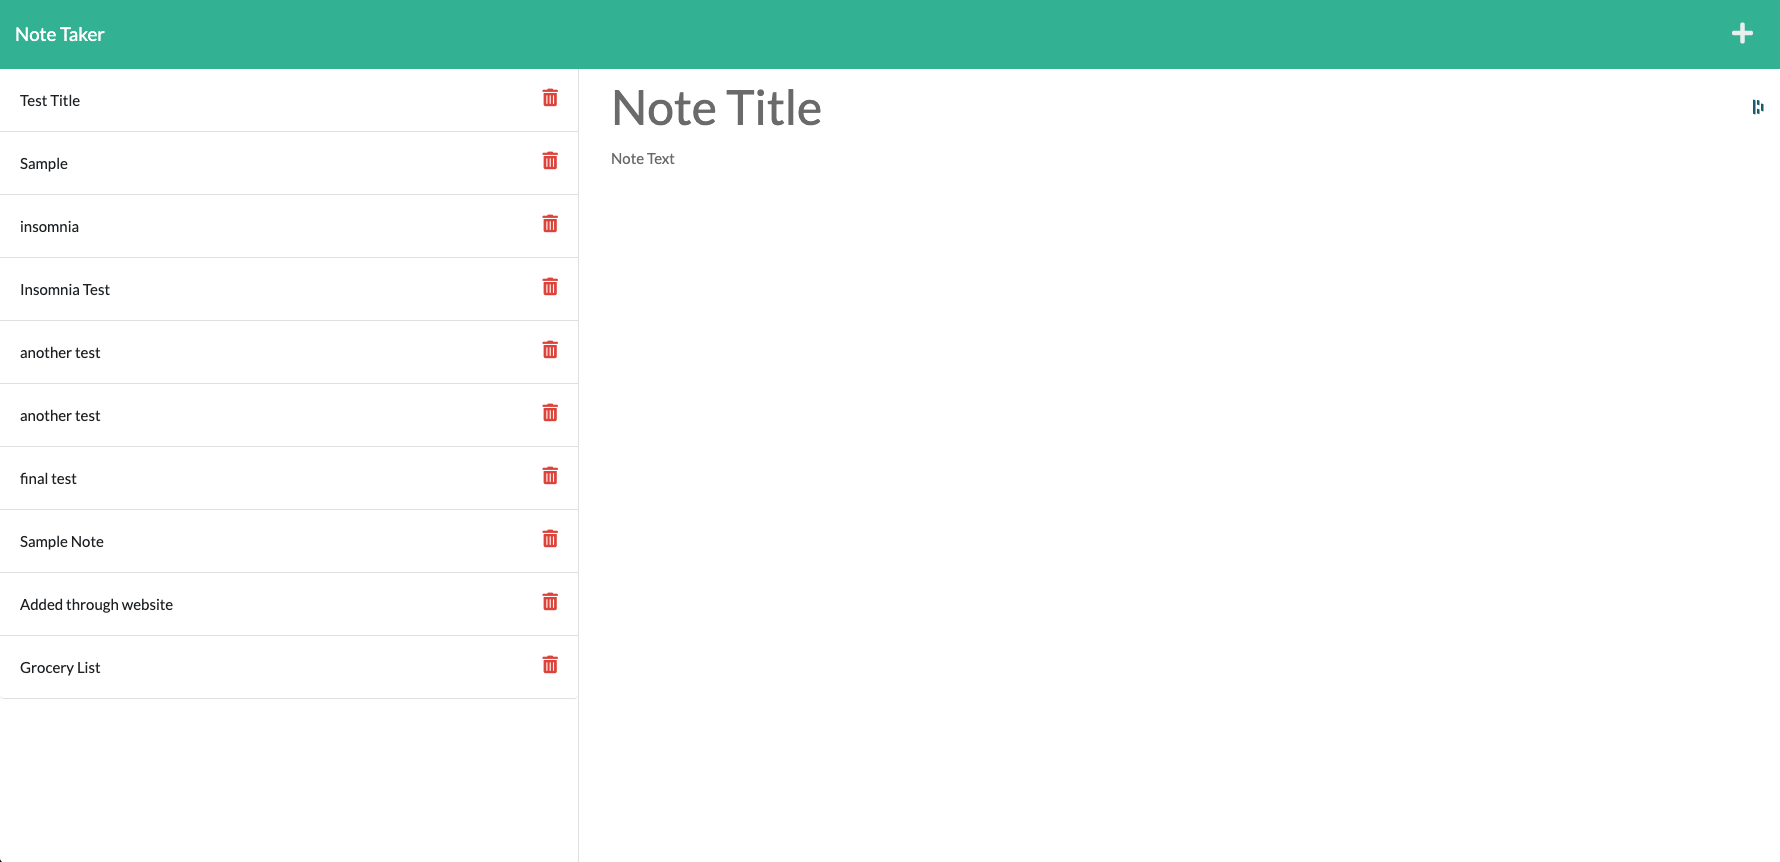 Note Taker
Test Title
Sample
insomnia
Insomnia Test
another test
another test
final test
Sample Note
Added through website
Grocery List
Note Title
Note Text